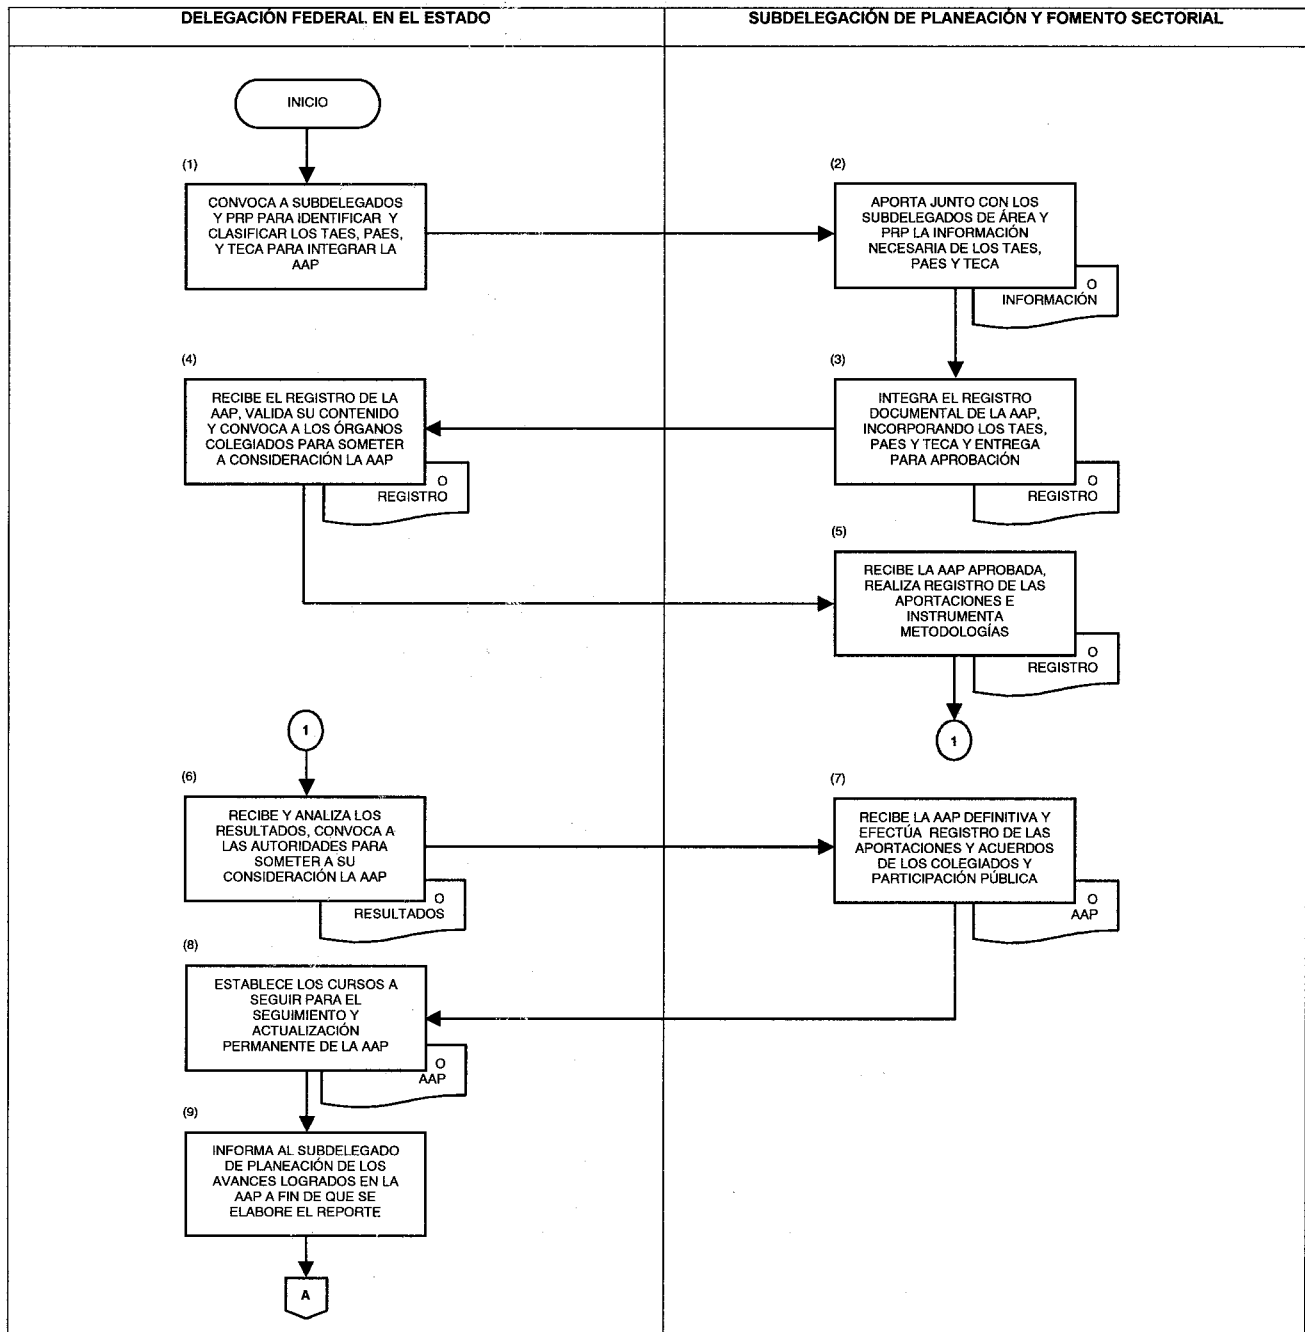 DELEGACIÓN FEDERAL EN EL ESTADO
SUBDELEGACIÓN DE PLANEACIÓN Y FOMENTO SECTORIAL
INICIO
(1)
CONVOCA A SUBDELEGADOS
Y PRP PARA IDENTIFICAR Y
CLASIFICAR LOS TAES, PAES,
Y TECA PARA INTEGRAR LA
AAP
(2)
APORTA JUNTO CON LOS
SUBDELEGADOS DE ÁREA Y
PRP LA INFORMACIÓN
NECESARIA DE LOS TAES,
PAES Y TECA
O
INFORMACIÓN
(3)
INTEGRA EL REGISTRO
DOCUMENTAL DE LA AAP,
INCORPORANDO LOS TAES,
PAES Y TECA Y ENTREGA
PARA APROBACIÓN
O
REGISTRO
(4)
RECIBE EL REGISTRO DE LA
AAP, VALIDA SU CONTENIDO
Y CONVOCA A LOS ÓRGANOS
COLEGIADOS PARA SOMETER
A CONSIDERACIÓN LA AAP
O
REGISTRO
(5)
RECIBE LA AAP APROBADA,
REALIZA REGISTRO DE LAS
APORTACIONES E
INSTRUMENTA
METODOLOGÍAS
O
REGISTRO
1
1
(6)
RECIBE Y ANALIZA LOS
RESULTADOS, CONVOCA A
LAS AUTORIDADES PARA
SOMETER A SU
CONSIDERACIÓN LA AAP
O
RESULTADOS
(7)
RECIBE LA AAP DEFINITIVA Y
EFECTÚA REGISTRO DE LAS
APORTACIONES Y ACUERDOS
DE LOS COLEGIADOS Y
PARTICIPACIÓN PÚBLICA
O
AAP
(8)
ESTABLECE LOS CURSOS A
SEGUIR PARA EL
SEGUIMIENTO Y
ACTUALIZACIÓN
PERMANENTE DE LA AAP
O
AAP
(9)
INFORMA AL SUBDELEGADO
DE PLANEACIÓN DE LOS
AVANCES LOGRADOS EN LA
AAP A FIN DE QUE SE
ELABORE EL REPORTE
A